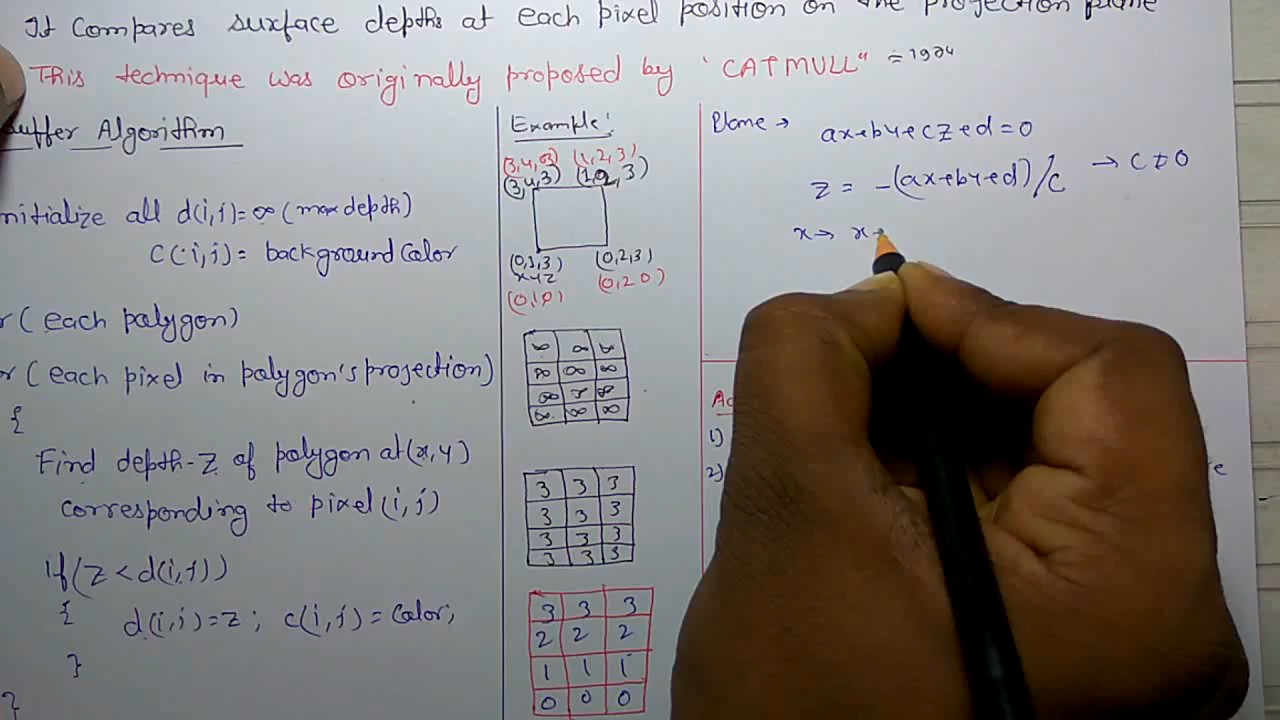 It Compares surface depths at each pixel position on the projection plane
This technique was originally proposed by "CATMULL" = 1974
Buffer Algorithm
Initialize all d(i,j)=∞ (max depth)
C(i,j)= background Color
r( each polygon)
r( each pixel in polygon's projection)
{
Find depth-Z of polygon at (x,y)
corresponding to pixel (i,j)
if(Z<d(i,j))
{ d(i,j)=Z; c(i,j)=Color;
}
}
Example:
(3,4,3) (1,2,3)
(3,4,3) (1,2,3)
(0,1,3) (0,2,3)
x y z (0,2 0)
(0,1,0)
∞ ∞ ∞
∞ ∞ ∞
∞ ∞ ∞
∞ ∞ ∞
3 3 3
3 3 3
3 3 3
3 3 3
3 3 3
2 2 2
1 1 1
0 0 0
Plane → ax+by+cz+d=0
z = -(ax+by+d)/c → c≠0
x→ x+
1)
2)